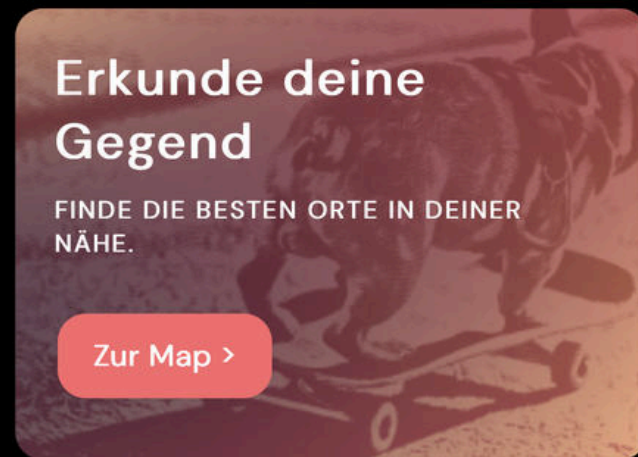 Erkunde deine
Gegend
FINDE DIE BESTEN ORTE IN DEINER
NÄHE.
Zur Map >